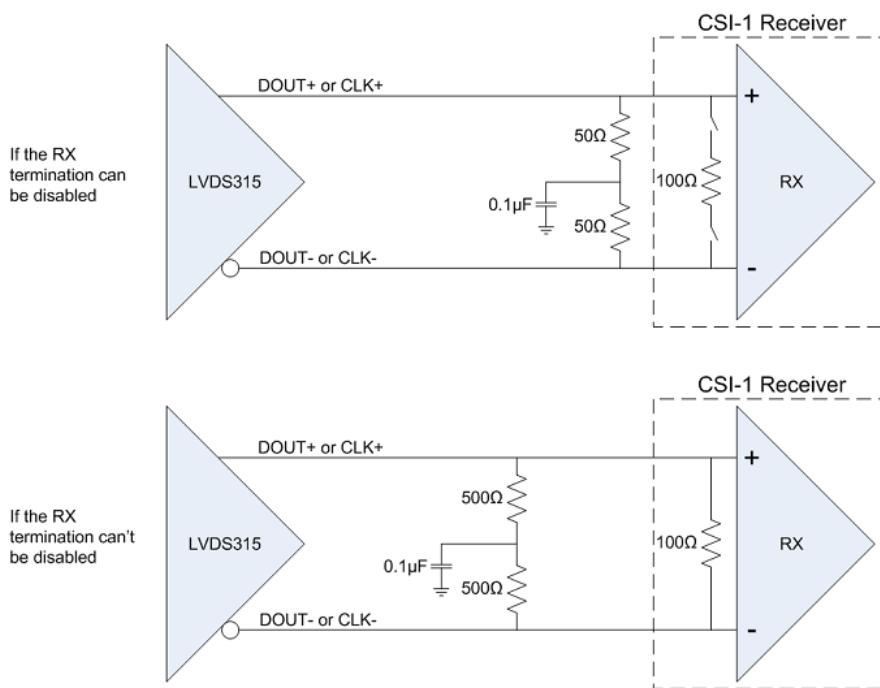 CSI-1 Receiver
DOUT+ or CLK+
+
50Ω
If the RX
termination can
be disabled
LVDS315
100Ω
RX
0.1µF
50Ω
DOUT- or CLK-
-
CSI-1 Receiver
DOUT+ or CLK+
+
500Ω
If the RX
termination can't
be disabled
LVDS315
100Ω
RX
0.1µF
500Ω
DOUT- or CLK-
-